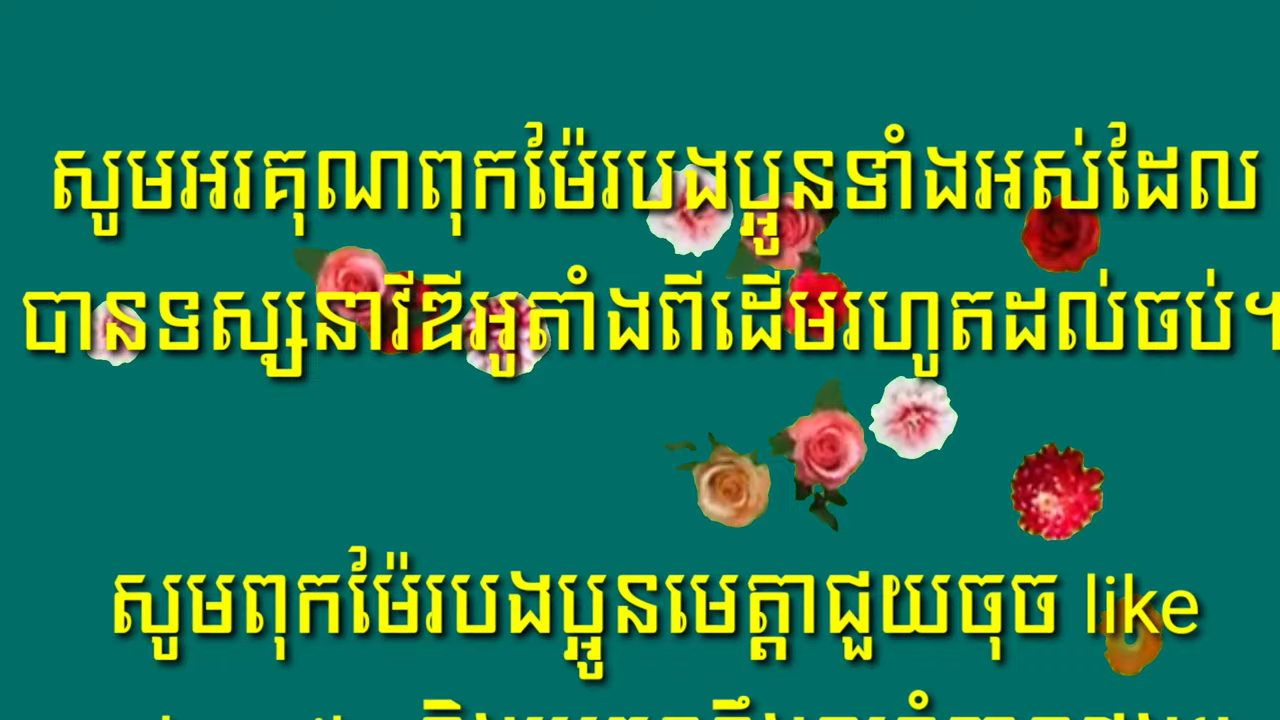 សូមអរគុណពុកម៉ែរបងប្អូនទាំងអស់ដែល
បានទស្សនាវីឌីអូតាំងពីដើមរហូតដល់ចប់។
សូមពុកម៉ែរបងប្អូនមេត្តាជួយចុច like